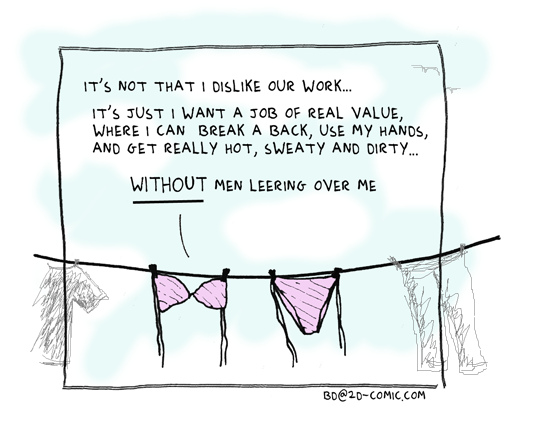 IT'S NOT THAT I DISLIKE OUR WORK...
IT'S JUST I WANT A JOB OF REAL VALUE,
WHERE I CAN BREAK A BACK, USE MY HANDS,
AND GET REALLY HOT, SWEATY AND DIRTY...
WITHOUT MEN LEERING OVER ME
BD@2D-COMIC.COM